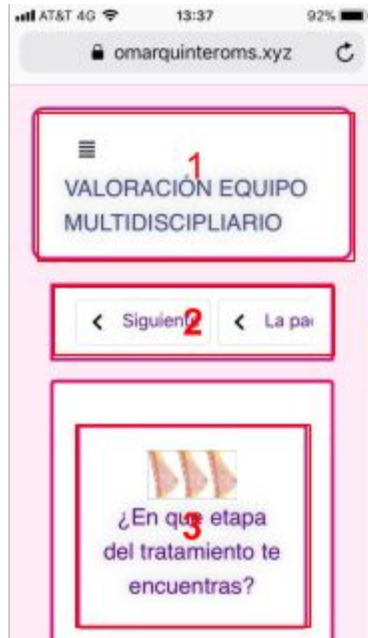 AT&T 4G 13:37 92%
omarquinteroms.xyz
1
VALORACIÓN EQUIPO
MULTIDISCIPLIARIO
Siguiente 2 La pa
3
¿En que etapa
del tratamiento te
encuentras?